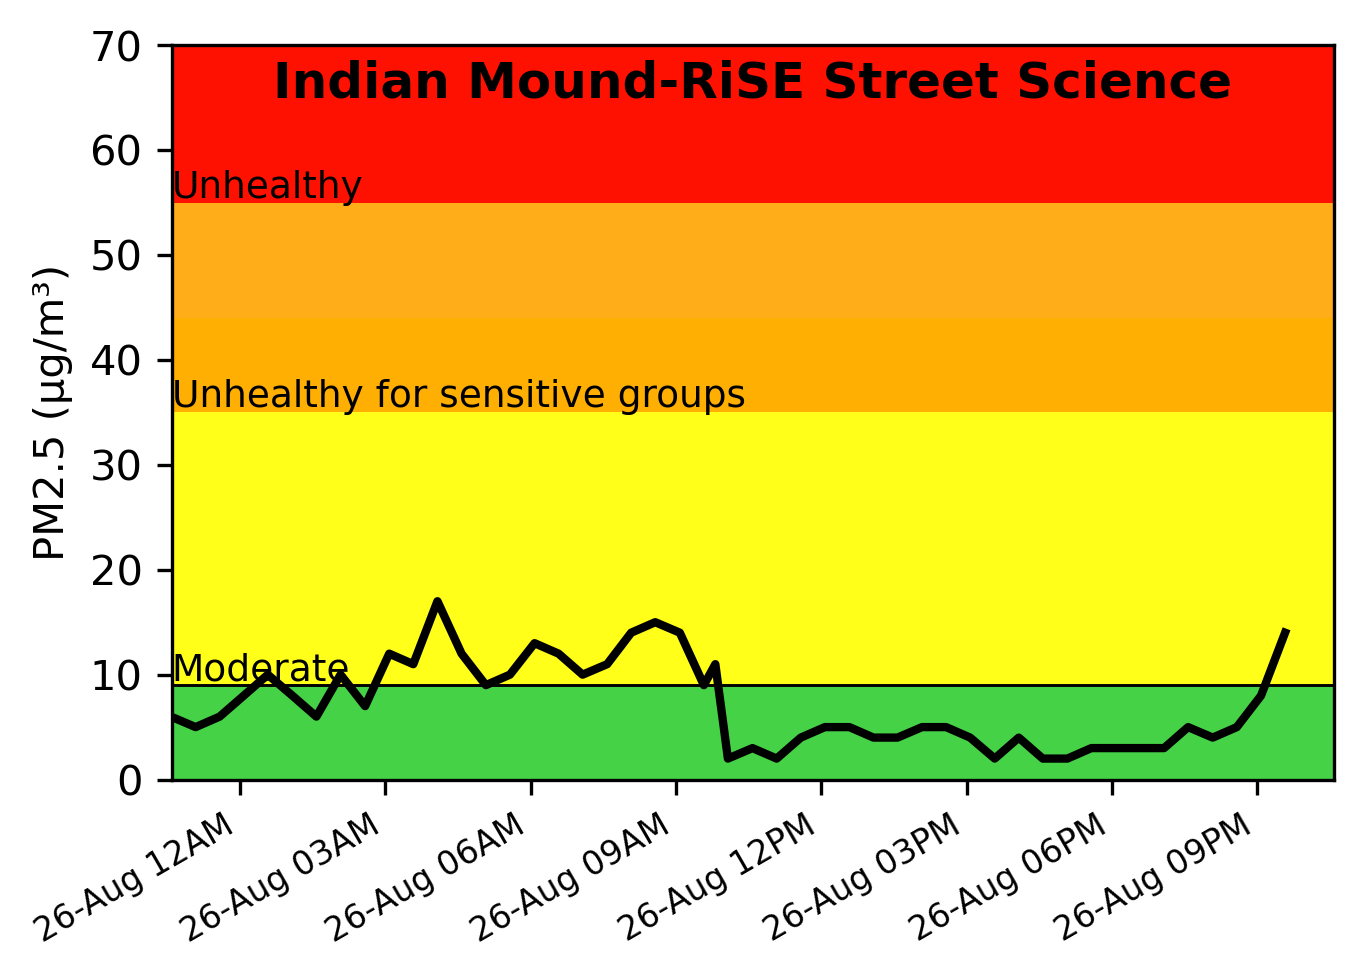 Indian Mound-RiSE Street Science
70
60
Unhealthy
50
40
Unhealthy for sensitive groups
30
20
Moderate
10
0
PM2.5 (µg/m³)
26-Aug 12AM
26-Aug 03AM
26-Aug 06AM
26-Aug 09AM
26-Aug 12PM
26-Aug 03PM
26-Aug 06PM
26-Aug 09PM